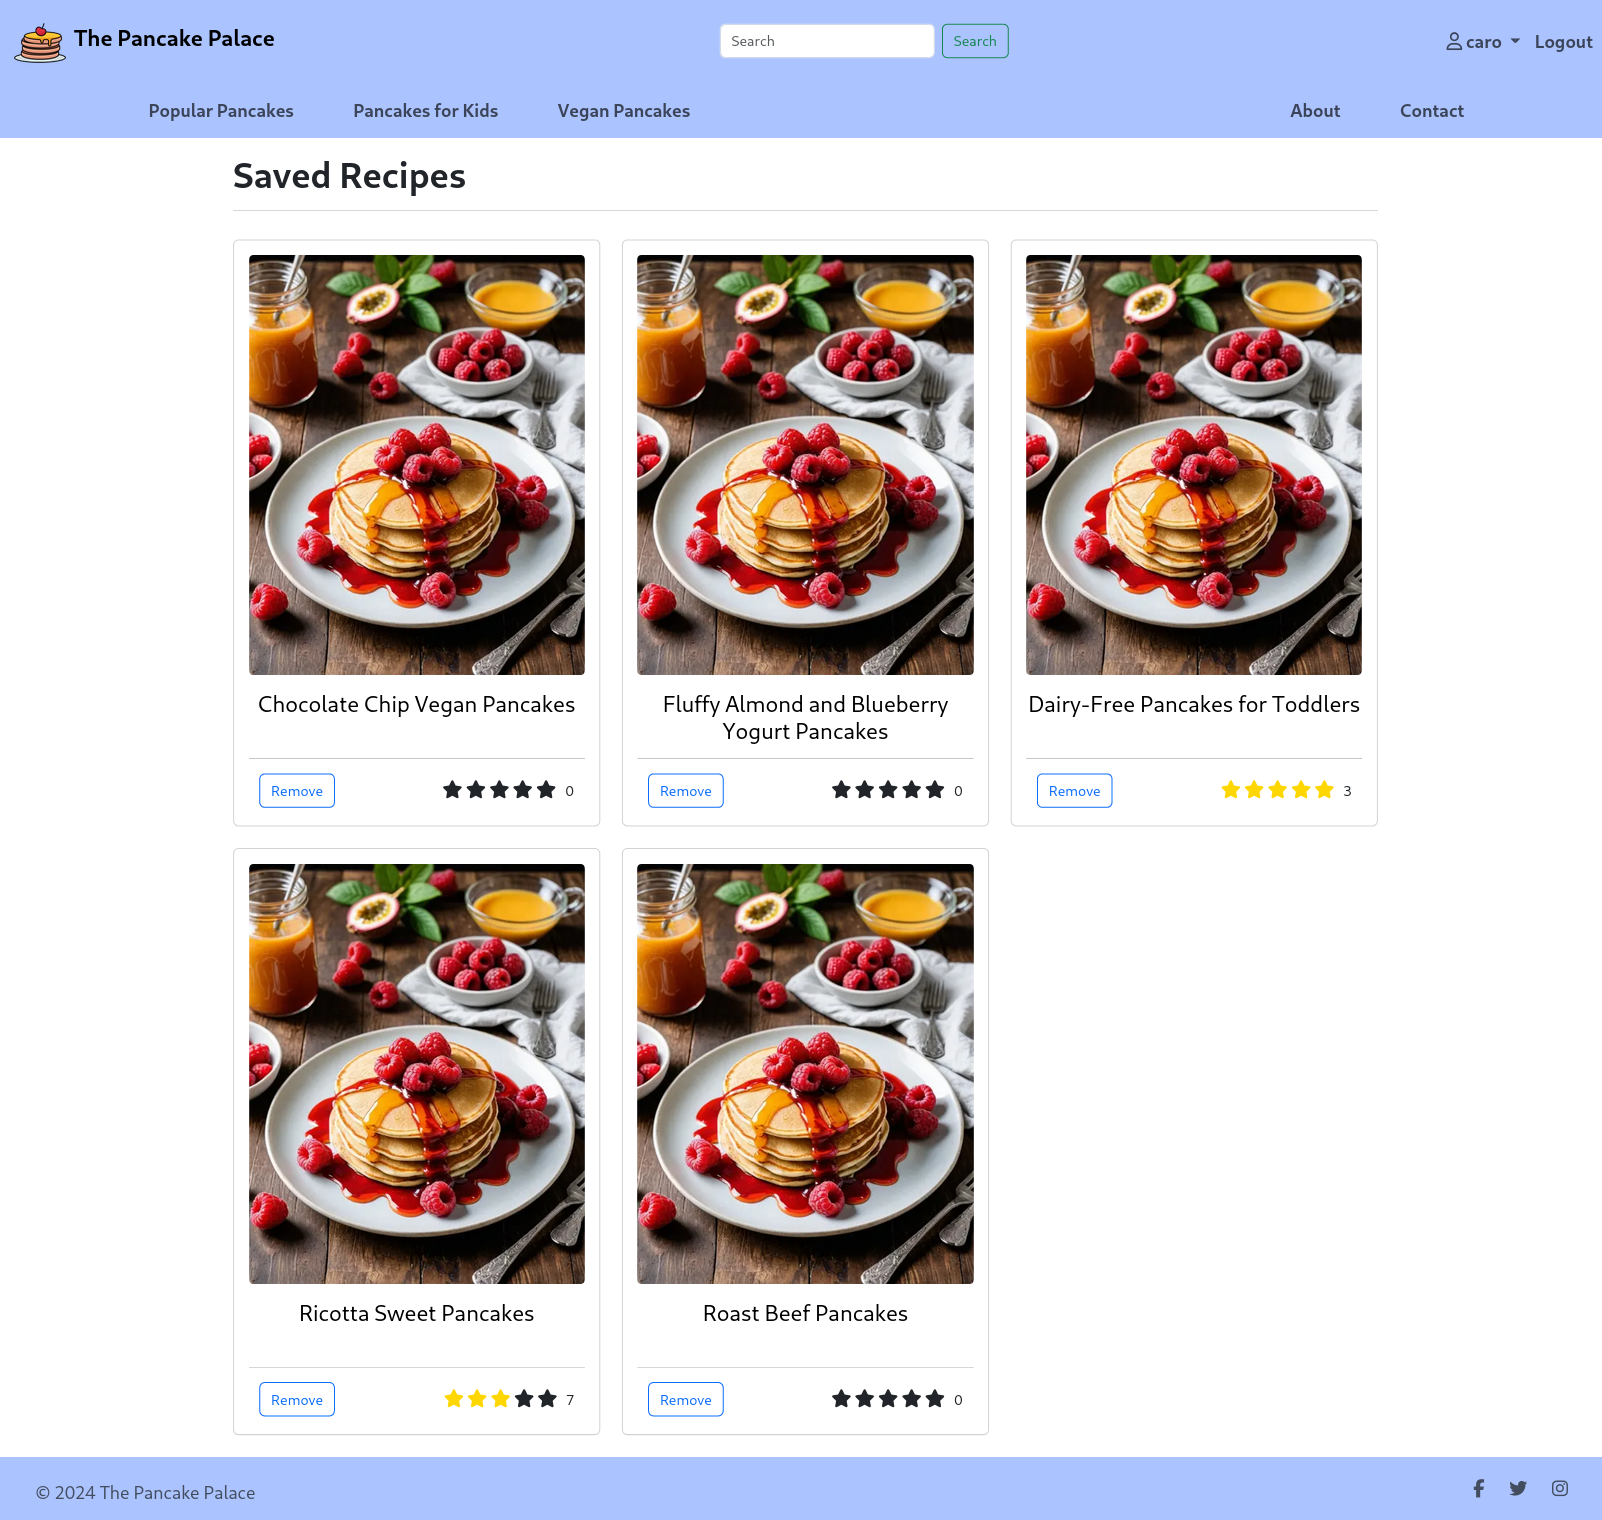 The Pancake Palace
Search
Search
caro
Logout
Popular Pancakes
Pancakes for Kids
Vegan Pancakes
About
Contact
Saved Recipes
Chocolate Chip Vegan Pancakes
Remove
0
Fluffy Almond and Blueberry
Yogurt Pancakes
Remove
0
Dairy-Free Pancakes for Toddlers
Remove
3
Ricotta Sweet Pancakes
Remove
7
Roast Beef Pancakes
Remove
0
© 2024 The Pancake Palace